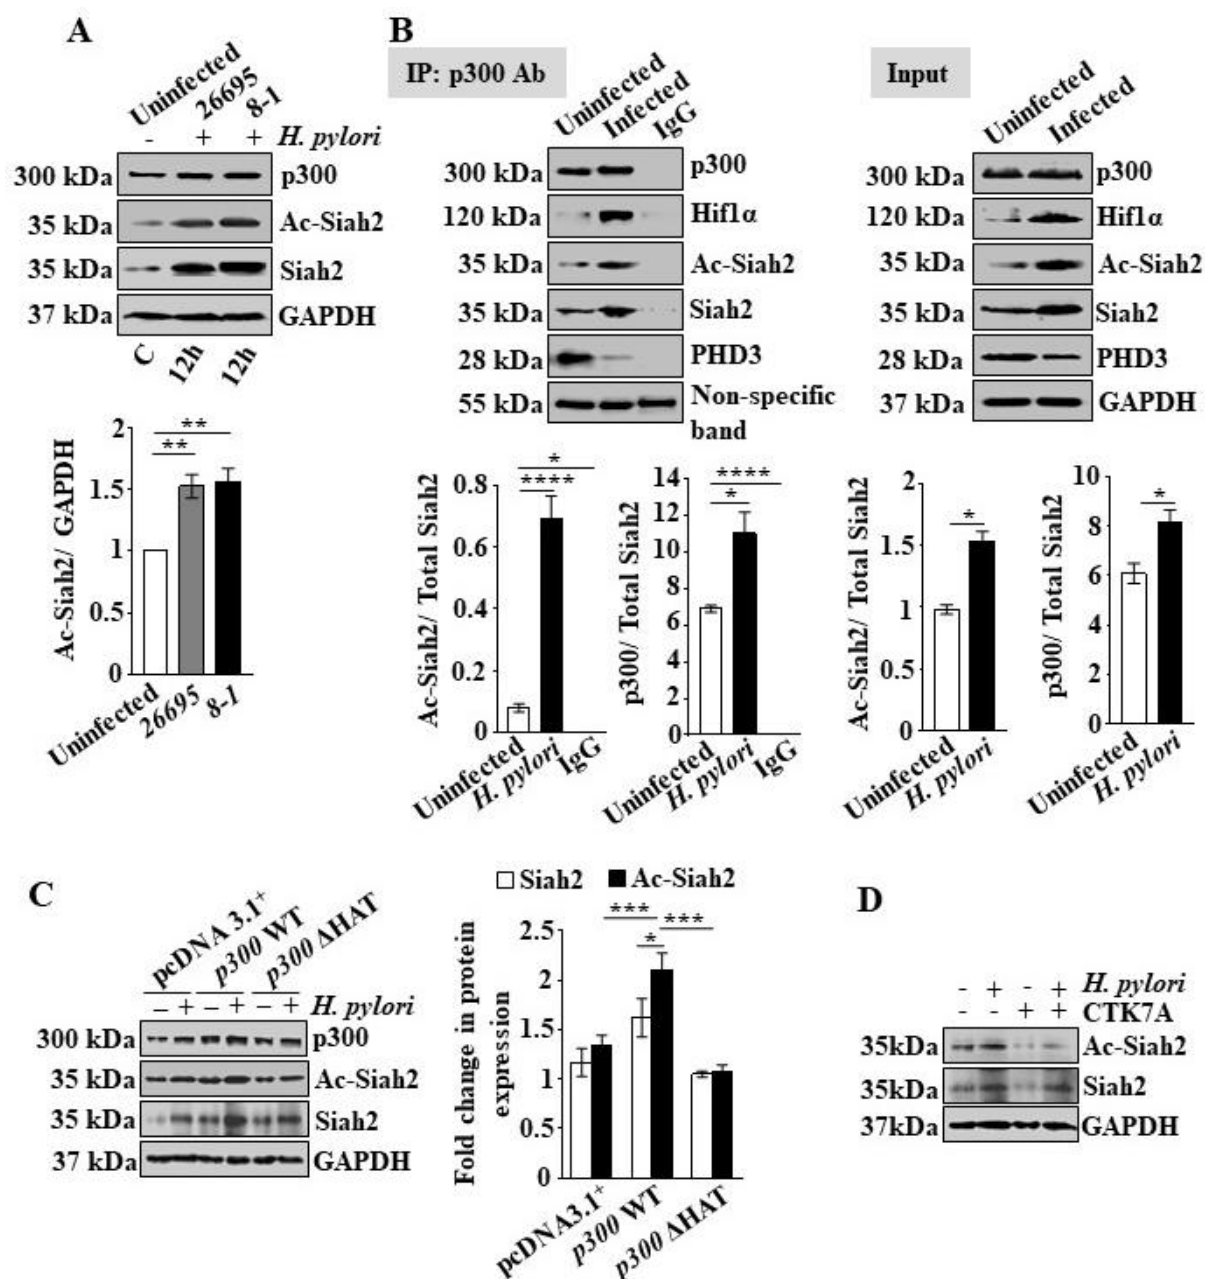 A
Uninfected 26695 8-1
- + + H. pylori
300 kDa p300
35 kDa Ac-Siah2
35 kDa Siah2
37 kDa GAPDH
C 12h 12h
Ac-Siah2/ GAPDH
2
1.5
1
0.5
0
**
**
Uninfected 26695 8-1
B
IP: p300 Ab
Uninfected Infected IgG
300 kDa p300
120 kDa Hif1α
35 kDa Ac-Siah2
35 kDa Siah2
28 kDa PHD3
55 kDa Non-specific
band
Input
Uninfected Infected
300 kDa p300
120 kDa Hif1α
35 kDa Ac-Siah2
35 kDa Siah2
28 kDa PHD3
37 kDa GAPDH
Ac-Siah2/ Total Siah2
0.8
0.6
0.4
0.2
0
*
****
Uninfected H. pylori IgG
p300/ Total Siah2
14
12
10
8
6
4
2
0
****
*
Uninfected H. pylori IgG
Ac-Siah2/ Total Siah2
2
1.5
1
0.5
0
*
Uninfected H. pylori
p300/ Total Siah2
10
8
6
4
2
0
*
Uninfected H. pylori
C
pcDNA 3.1+ p300 WT p300 ΔHAT
– + – + – + H. pylori
300 kDa p300
35 kDa Ac-Siah2
35 kDa Siah2
37 kDa GAPDH
Siah2 Ac-Siah2
Fold change in protein
expression
2.5
2
1.5
1
0.5
0
*** ***
*
pcDNA3.1+ p300 WT p300 ΔHAT
D
- + - + H. pylori
- - + + CTK7A
35kDa Ac-Siah2
35kDa Siah2
37kDa GAPDH